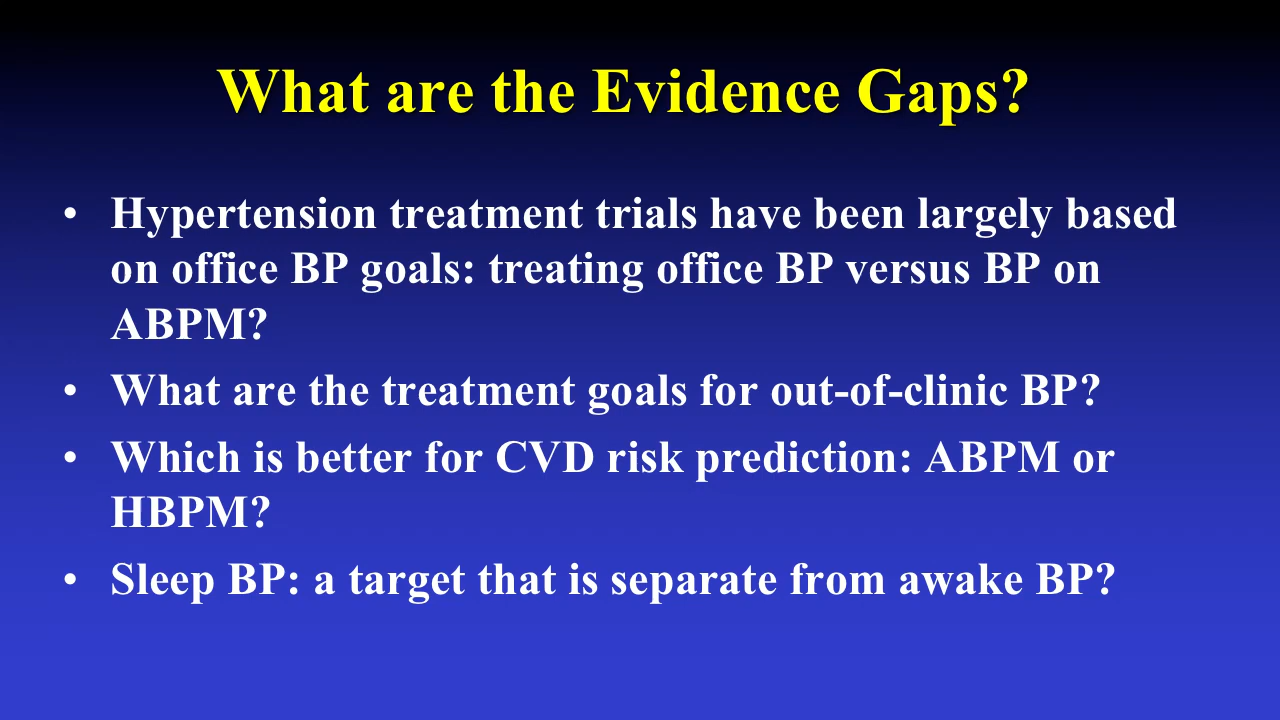 What are the Evidence Gaps?
• Hypertension treatment trials have been largely based
on office BP goals: treating office BP versus BP on
ABPM?
• What are the treatment goals for out-of-clinic BP?
• Which is better for CVD risk prediction: ABPM or
HBPM?
• Sleep BP: a target that is separate from awake BP?